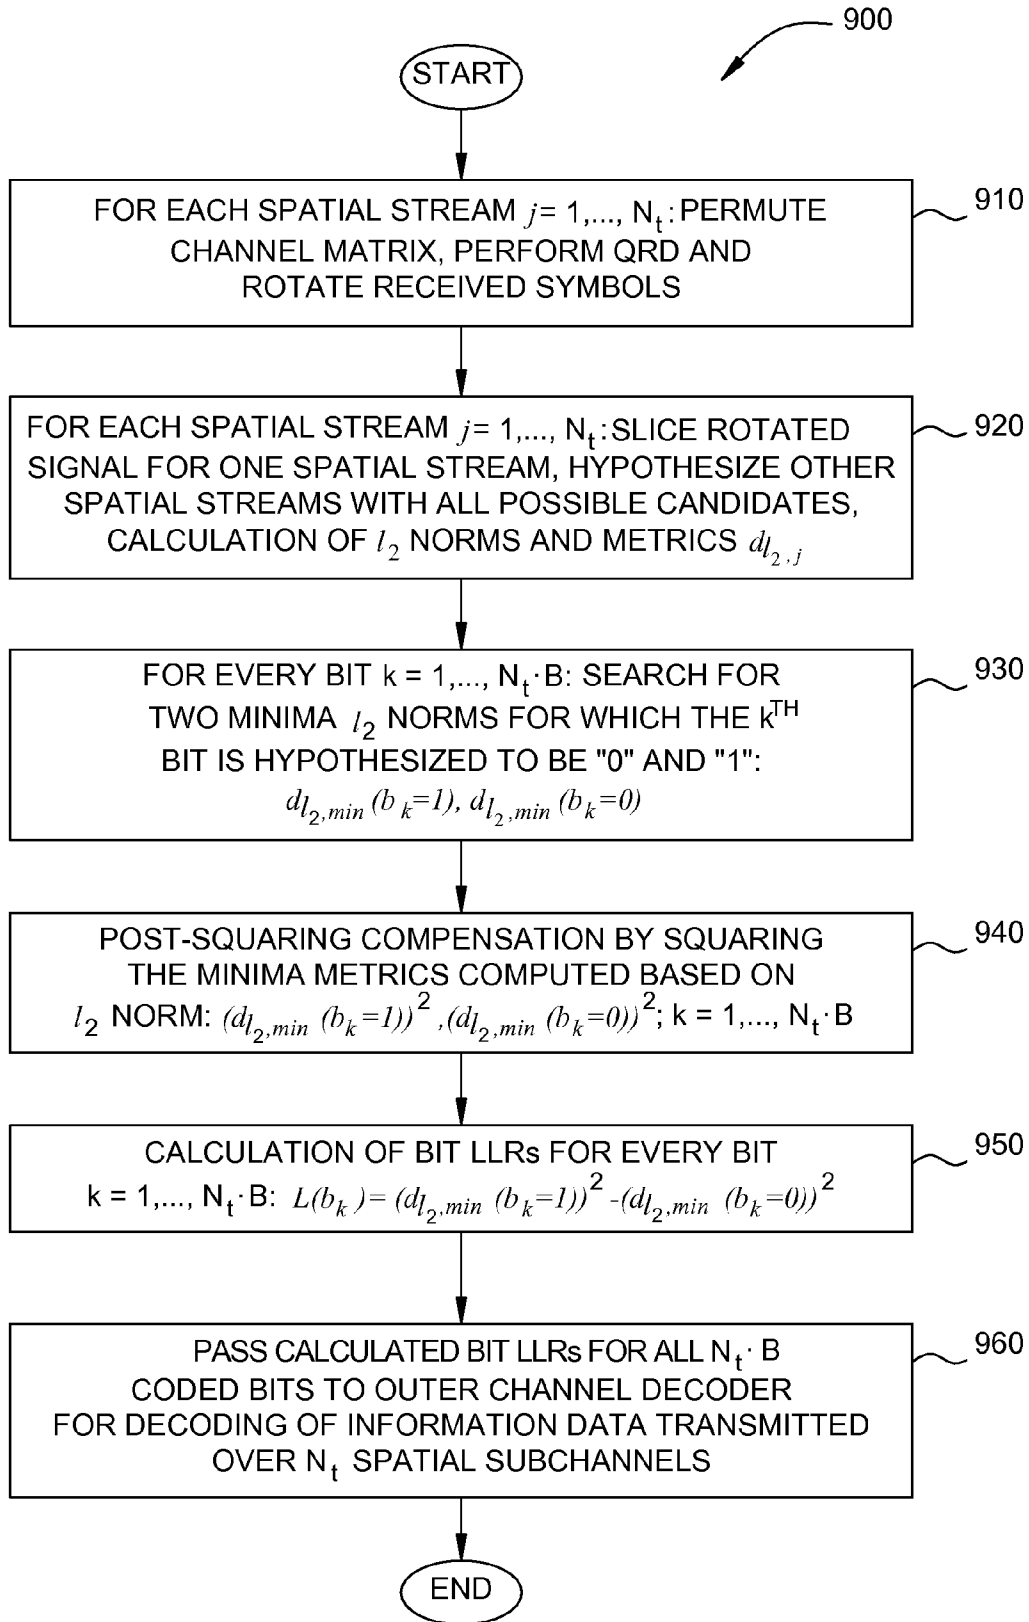 900
START
FOR EACH SPATIAL STREAM j= 1,..., Nt: PERMUTE
CHANNEL MATRIX, PERFORM QRD AND
ROTATE RECEIVED SYMBOLS
910
FOR EACH SPATIAL STREAM j= 1,..., Nt: SLICE ROTATED
SIGNAL FOR ONE SPATIAL STREAM, HYPOTHESIZE OTHER
SPATIAL STREAMS WITH ALL POSSIBLE CANDIDATES,
CALCULATION OF l2 NORMS AND METRICS dl2,j
920
FOR EVERY BIT k = 1,..., Nt·B: SEARCH FOR
TWO MINIMA l2 NORMS FOR WHICH THE kTH
BIT IS HYPOTHESIZED TO BE "0" AND "1":
dl2,min (bk=1), dl2,min (bk=0)
930
POST-SQUARING COMPENSATION BY SQUARING
THE MINIMA METRICS COMPUTED BASED ON
l2 NORM: (dl2,min (bk=1))2 ,(dl2,min (bk=0))2; k = 1,..., Nt·B
940
CALCULATION OF BIT LLRs FOR EVERY BIT
k = 1,..., Nt·B: L(bk) = (dl2,min (bk=1))2 -(dl2,min (bk=0))2
950
PASS CALCULATED BIT LLRs FOR ALL Nt·B
CODED BITS TO OUTER CHANNEL DECODER
FOR DECODING OF INFORMATION DATA TRANSMITTED
OVER Nt SPATIAL SUBCHANNELS
960
END